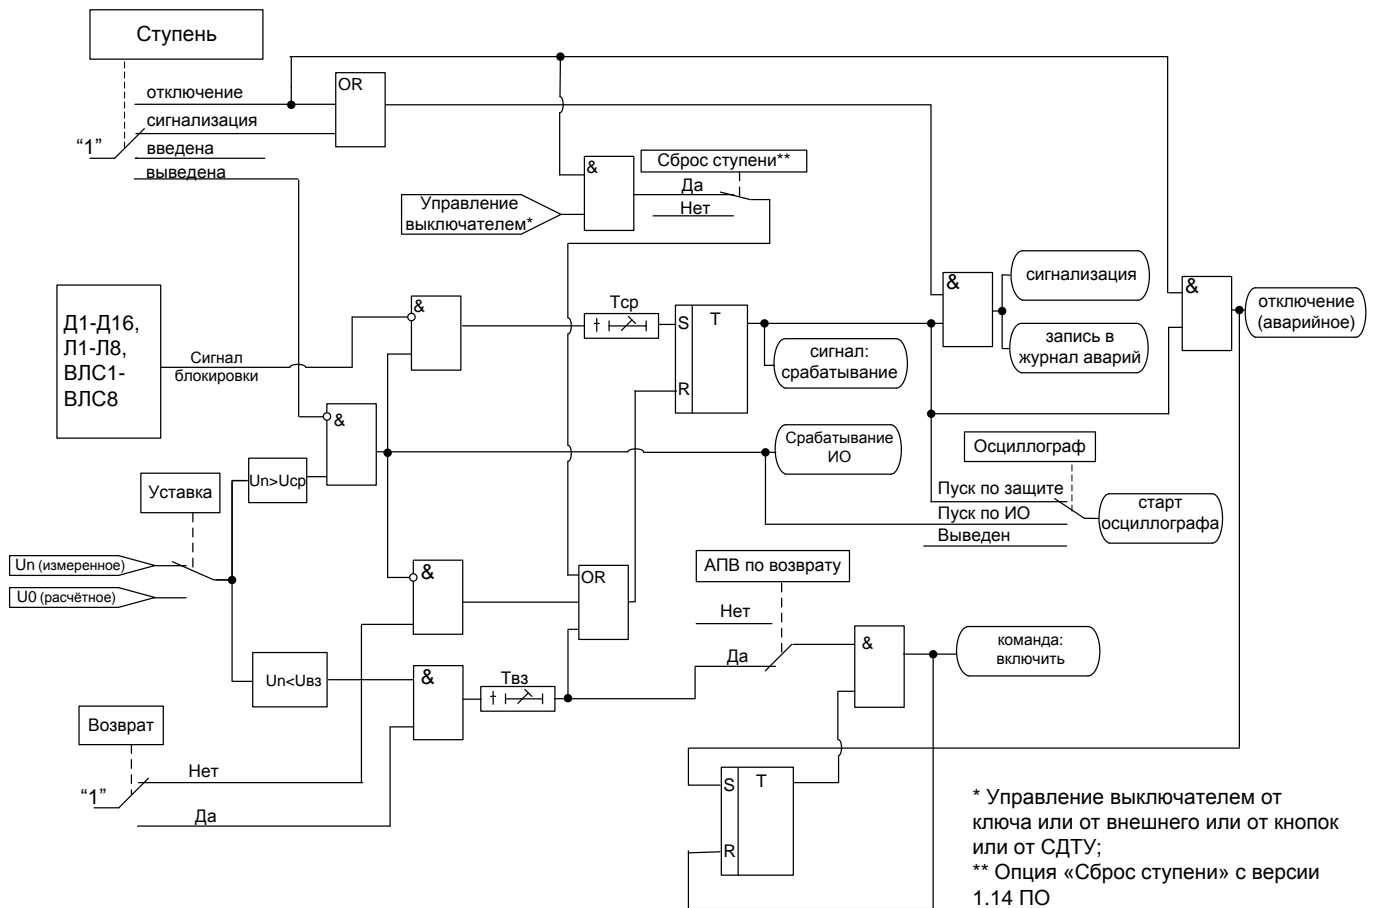 Ступень
отключение
сигнализация
введена
выведена
“1”
OR
&
Сброс ступени**
Да
Нет
Управление
выключателем*
Д1-Д16,
Л1-Л8,
ВЛС1-
ВЛС8
Сигнал
блокировки
&
Tср
S
T
R
сигнал:
срабатывание
&
сигнализация
запись в
журнал аварий
&
отключение
(аварийное)
&
Un>Uср
Уставка
Un (измеренное)
U0 (расчётное)
Срабатывание
ИО
Осциллограф
Пуск по защите
Пуск по ИО
Выведен
старт
осциллографа
&
OR
АПВ по возврату
Нет
Да
&
команда:
включить
Un<Uвз
&
Tвз
Возврат
“1”
Нет
Да
S
T
R
* Управление выключателем от
ключа или от внешнего или от кнопок
или от СДТУ;
** Опция «Сброс ступени» с версии
1.14 ПО